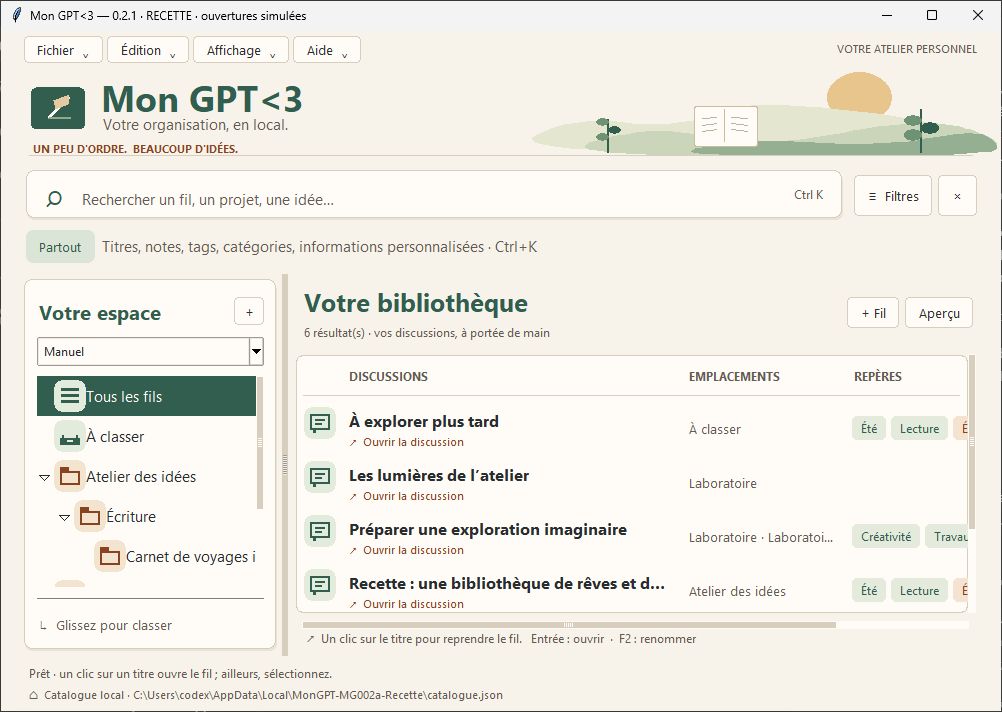 Mon GPT<3 — 0.2.1 · RECETTE · ouvertures simulées
Fichier Édition Affichage Aide VOTRE ATELIER PERSONNEL
Mon GPT<3
Votre organisation, en local.
UN PEU D'ORDRE. BEAUCOUP D'IDÉES.
Rechercher un fil, un projet, une idée... Ctrl K Filtres ×
Partout Titres, notes, tags, catégories, informations personnalisées · Ctrl+K
Votre espace +
Manuel
Tous les fils
À classer
Atelier des idées
Écriture
Carnet de voyages i
Glissez pour classer
Votre bibliothèque
6 résultat(s) · vos discussions, à portée de main
+ Fil Aperçu
DISCUSSIONS EMPLACEMENTS REPÈRES
À explorer plus tard
↗ Ouvrir la discussion
À classer
Été Lecture É
Les lumières de l'atelier
↗ Ouvrir la discussion
Laboratoire
Préparer une exploration imaginaire
↗ Ouvrir la discussion
Laboratoire · Laboratoi...
Créativité Travau
Recette : une bibliothèque de rêves et d...
↗ Ouvrir la discussion
Atelier des idées
Été Lecture É
↗ Un clic sur le titre pour reprendre le fil. Entrée : ouvrir · F2 : renommer
Prêt · un clic sur un titre ouvre le fil ; ailleurs, sélectionnez.
Catalogue local · C:\Users\codex\AppData\Local\MonGPT-MG002a-Recette\catalogue.json